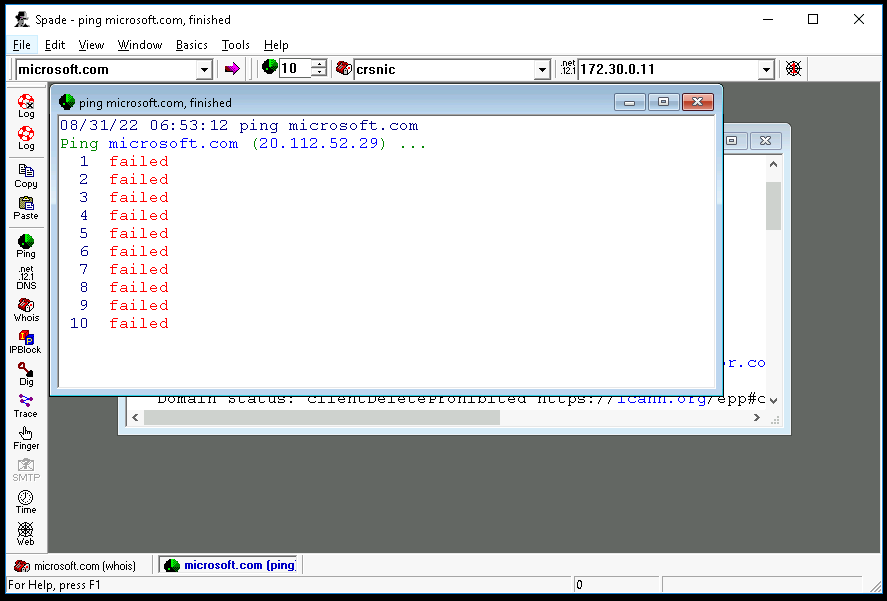 Spade - ping microsoft.com, finished
File Edit View Window Basics Tools Help
microsoft.com 10 crsnic .net 12.1 172.30.0.11
Log
Log
Copy
Paste
Ping
.net
12.1
DNS
Whois
IPBlock
Dig
Trace
Finger
SMTP
Time
Web
ping microsoft.com, finished
08/31/22 06:53:12 ping microsoft.com
Ping microsoft.com (20.112.52.29) ...
1 failed
2 failed
3 failed
4 failed
5 failed
6 failed
7 failed
8 failed
9 failed
10 failed
r.co
Domain Status: clientDeleteProhibited https://icann.org/epp#c
microsoft.com (whois) microsoft.com (ping)
For Help, press F1 0